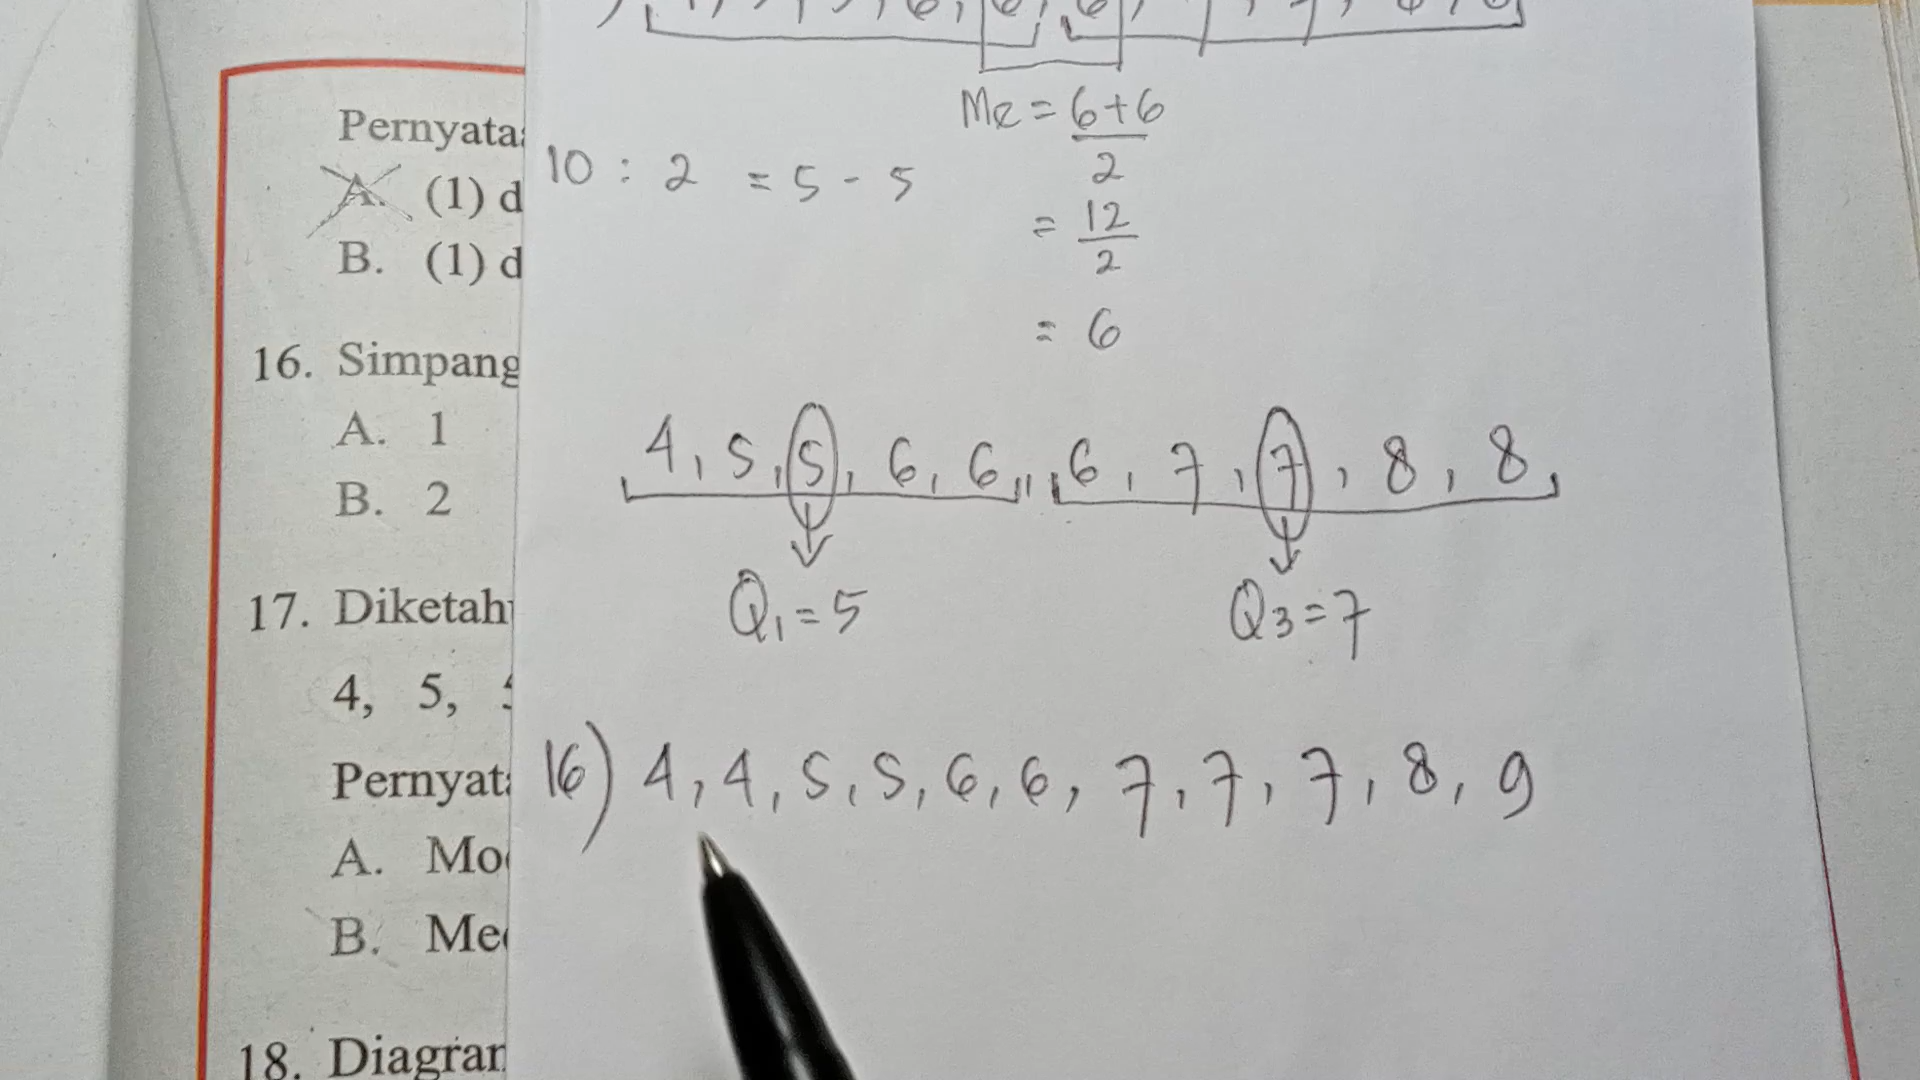 Pernyata
A. (1) d
B. (1) d
16. Simpang
A. 1
B. 2
17. Diketah
4, 5,
Pernyat
A. Mo
B. Me
18. Diagra
Me = 6+6
2
10 : 2 = 5 - 5
= 12
2
= 6
4, 5, 5, 6, 6, 6, 7, 7, 8, 8,
Q1=5 Q3=7
16) 4, 4, 5, 5, 6, 6, 7, 7, 7, 8, 9